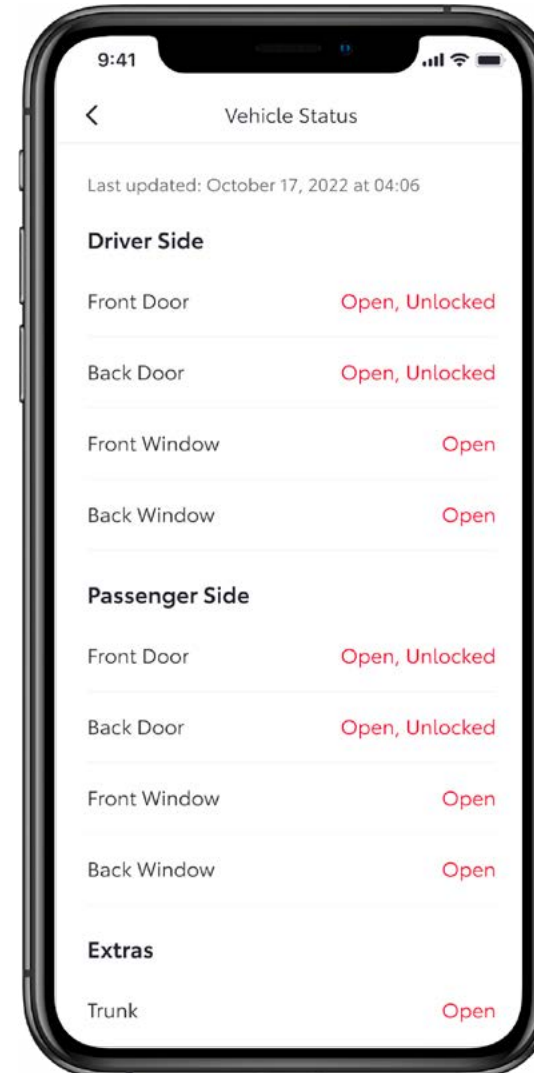 9:41
Vehicle Status
Last updated: October 17, 2022 at 04:06
Driver Side
Front Door Open, Unlocked
Back Door Open, Unlocked
Front Window Open
Back Window Open
Passenger Side
Front Door Open, Unlocked
Back Door Open, Unlocked
Front Window Open
Back Window Open
Extras
Trunk Open